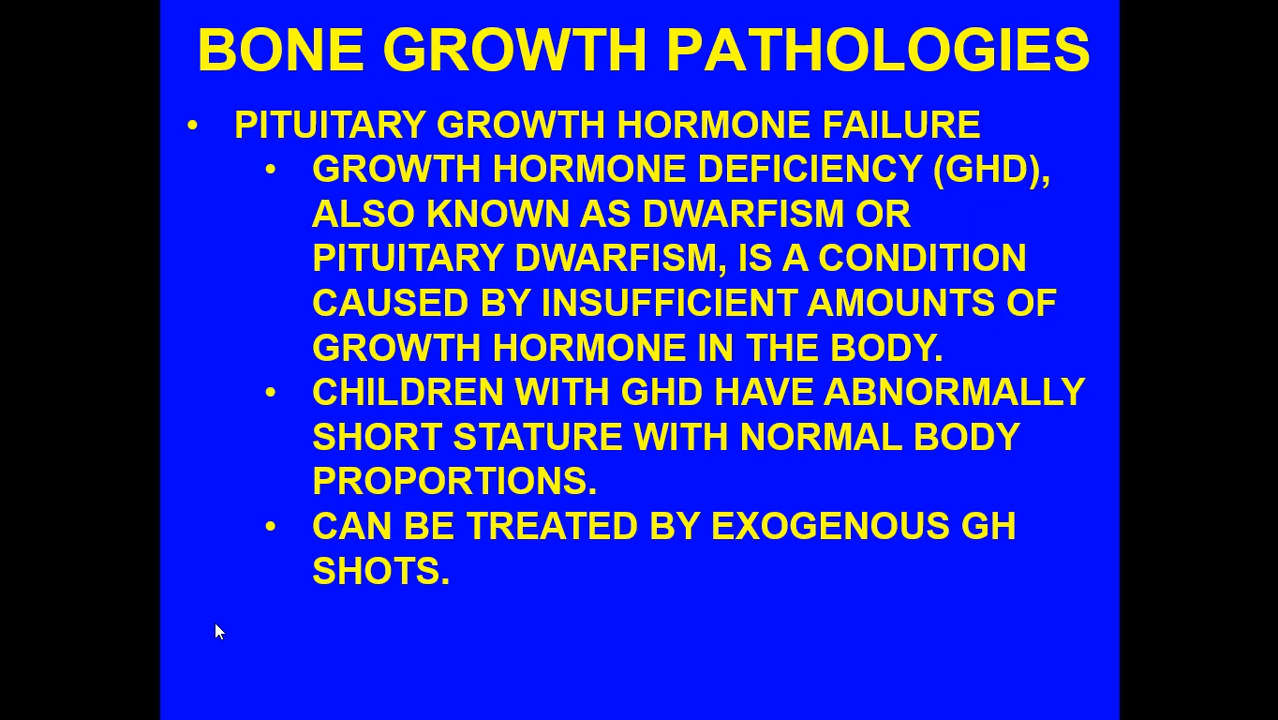 BONE GROWTH PATHOLOGIES
• PITUITARY GROWTH HORMONE FAILURE
• GROWTH HORMONE DEFICIENCY (GHD),
ALSO KNOWN AS DWARFISM OR
PITUITARY DWARFISM, IS A CONDITION
CAUSED BY INSUFFICIENT AMOUNTS OF
GROWTH HORMONE IN THE BODY.
• CHILDREN WITH GHD HAVE ABNORMALLY
SHORT STATURE WITH NORMAL BODY
PROPORTIONS.
• CAN BE TREATED BY EXOGENOUS GH
SHOTS.